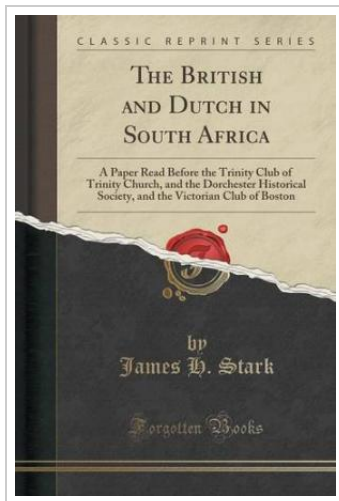 CLASSIC REPRINT SERIES
THE BRITISH
AND DUTCH IN
SOUTH AFRICA
A Paper Read Before the Trinity Club of
Trinity Church, and the Dorchester Historical
Society, and the Victorian Club of Boston
by
James H. Stark
Forgotten Books